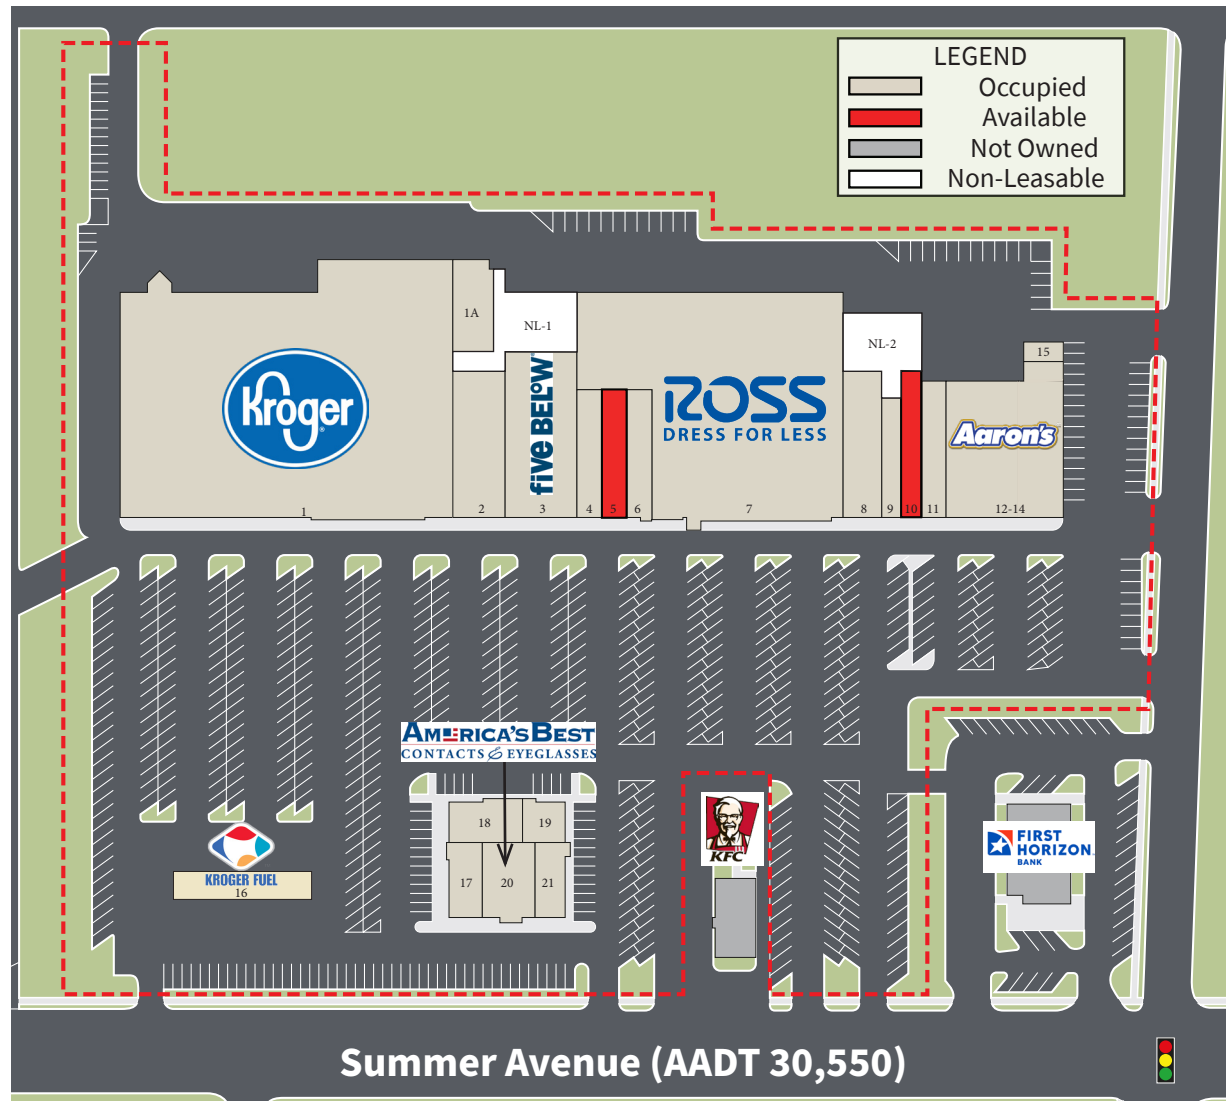 LEGEND
Occupied
Available
Not Owned
Non-Leasable
1A
NL-1
NL-2
15
Kroger
five BELOW
ROSS
DRESS FOR LESS
Aaron's
1
2
3
4
5
6
7
8
9
10
11
12-14
AMERICA'S BEST
CONTACTS & EYEGLASSES
18
19
17
20
21
KROGER FUEL
16
KFC
FIRST
HORIZON
BANK
Summer Avenue (AADT 30,550)